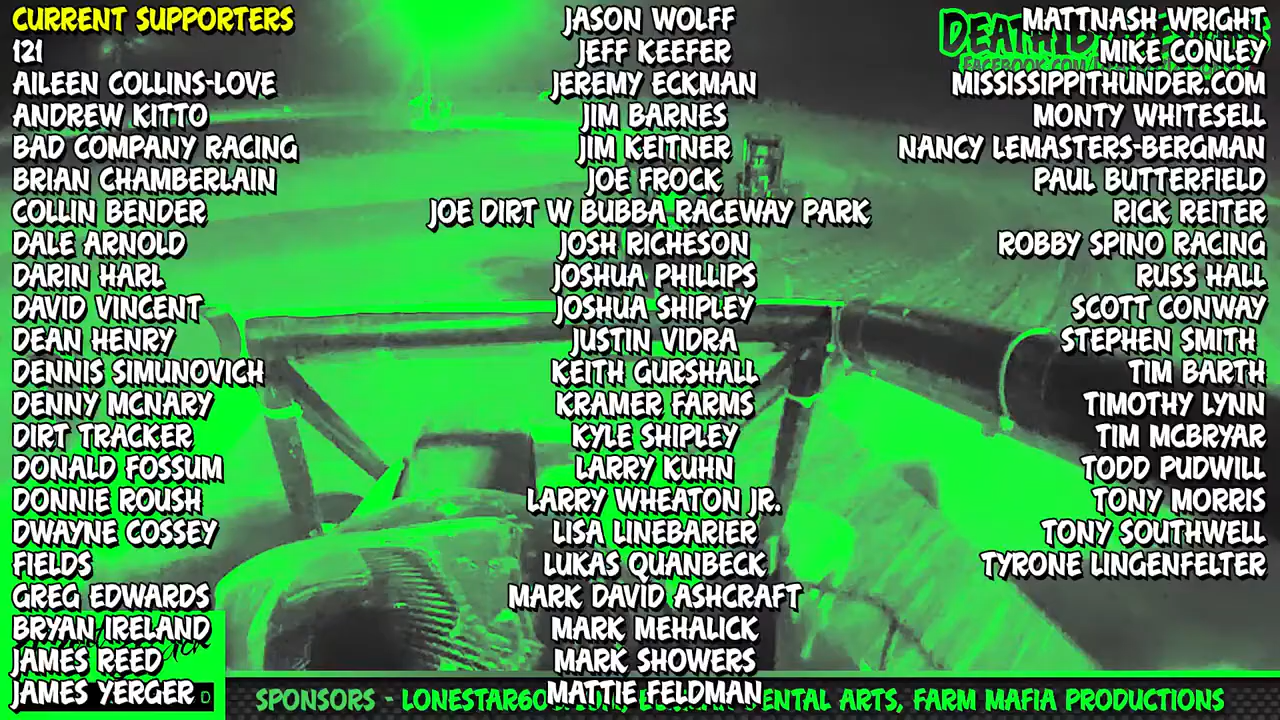 CURRENT SUPPORTERS
121
AILEEN COLLINS-LOVE
ANDREW KITTO
BAD COMPANY RACING
BRIAN CHAMBERLAIN
COLLIN BENDER
DALE ARNOLD
DARIN HARL
DAVID VINCENT
DEAN HENRY
DENNIS SIMUNOVICH
DENNY MCNARY
DIRT TRACKER
DONALD FOSSUM
DONNIE ROUSH
DWAYNE COSSEY
FIELDS
GREG EDWARDS
BRYAN IRELAND
JAMES REED
JAMES YERGER
JASON WOLFF
JEFF KEEFER
JEREMY ECKMAN
JIM BARNES
JIM KEITNER
JOE FROCK
JOE DIRT W BUBBA RACEWAY PARK
JOSH RICHESON
JOSHUA PHILLIPS
JOSHUA SHIPLEY
JUSTIN VIDRA
KEITH GURSHALL
KRAMER FARMS
KYLE SHIPLEY
LARRY KUHN
LARRY WHEATON JR.
LISA LINEBARIER
LUKAS QUANBECK
MARK DAVID ASHCRAFT
MARK MEHALICK
MARK SHOWERS
MATTIE FELDMAN
MATTNASH WRIGHT
MIKE CONLEY
MISSISSIPPITHUNDER.COM
MONTY WHITESELL
NANCY LEMASTERS-BERGMAN
PAUL BUTTERFIELD
RICK REITER
ROBBY SPINO RACING
RUSS HALL
SCOTT CONWAY
STEPHEN SMITH
TIM BARTH
TIMOTHY LYNN
TIM MCBRYAR
TODD PUDWILL
TONY MORRIS
TONY SOUTHWELL
TYRONE LINGENFELTER
SPONSORS - ARTS, FARM MAFIA PRODUCTIONS